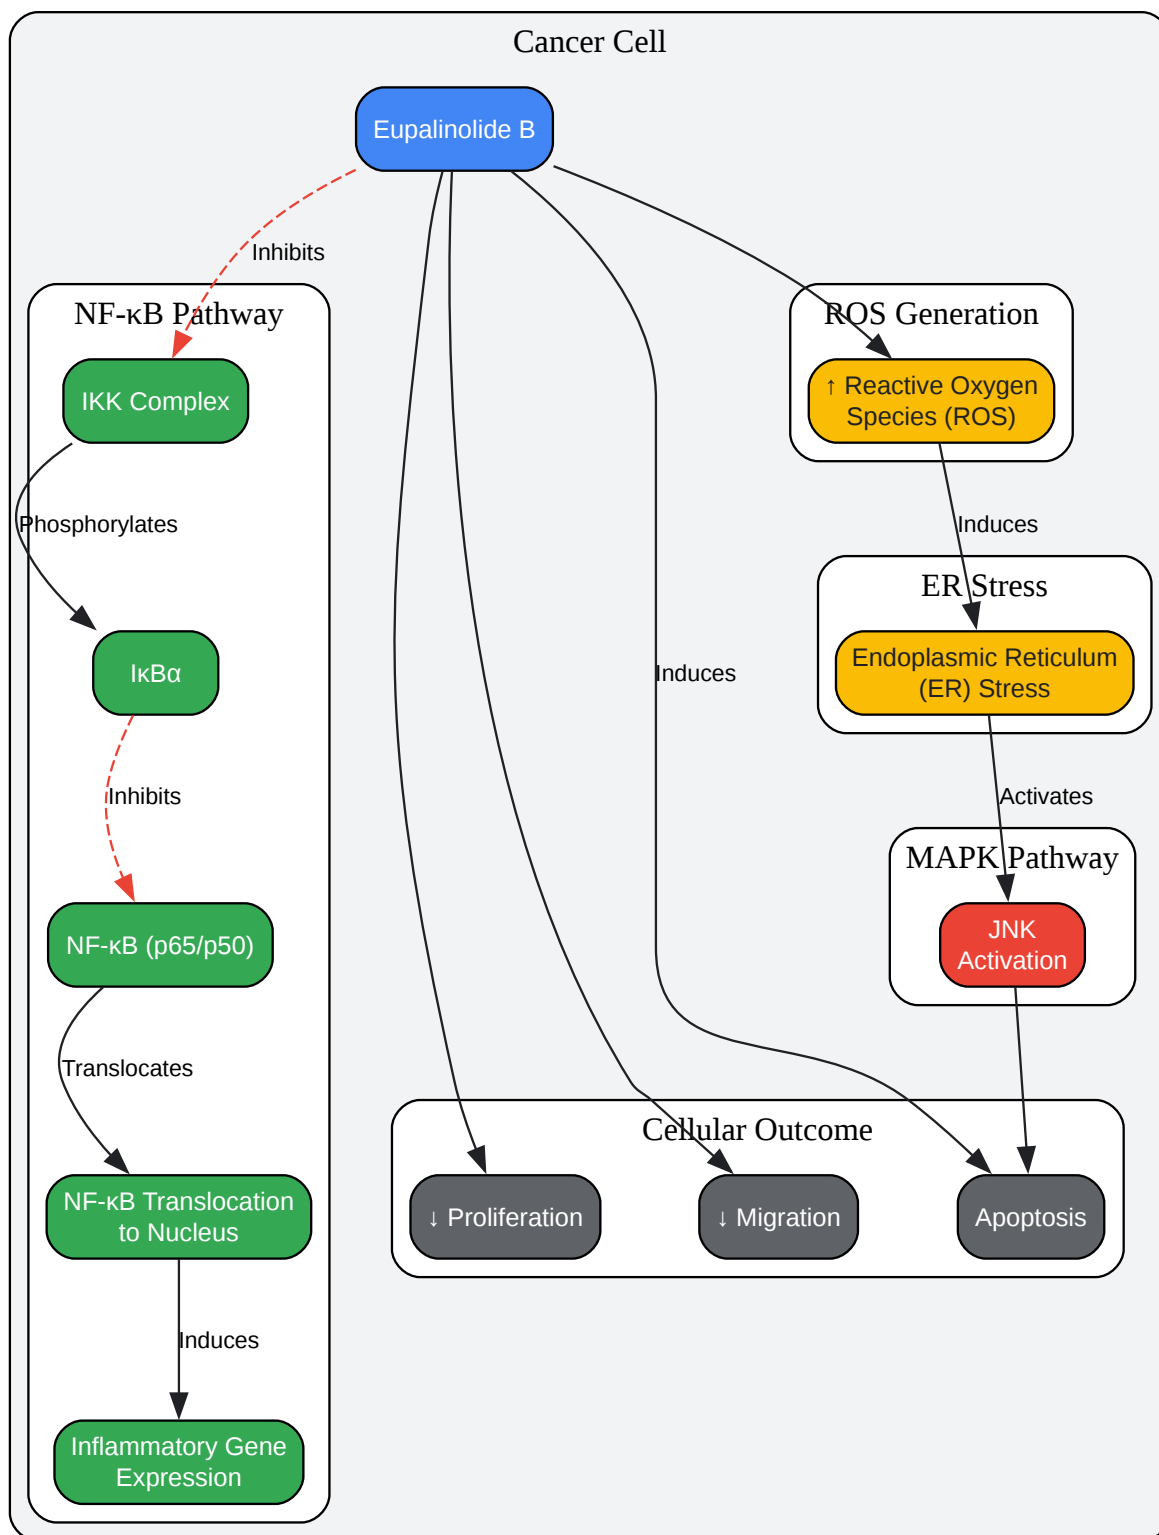 Cancer Cell
Eupalinolide B
Inhibits
NF-κB Pathway
IKK Complex
Phosphorylates
IκBα
Inhibits
NF-κB (p65/p50)
Translocates
NF-κB Translocation
to Nucleus
Induces
Inflammatory Gene
Expression
Induces
ROS Generation
↑ Reactive Oxygen
Species (ROS)
Induces
ER Stress
Endoplasmic Reticulum
(ER) Stress
Activates
MAPK Pathway
JNK
Activation
Cellular Outcome
↓ Proliferation
↓ Migration
Apoptosis